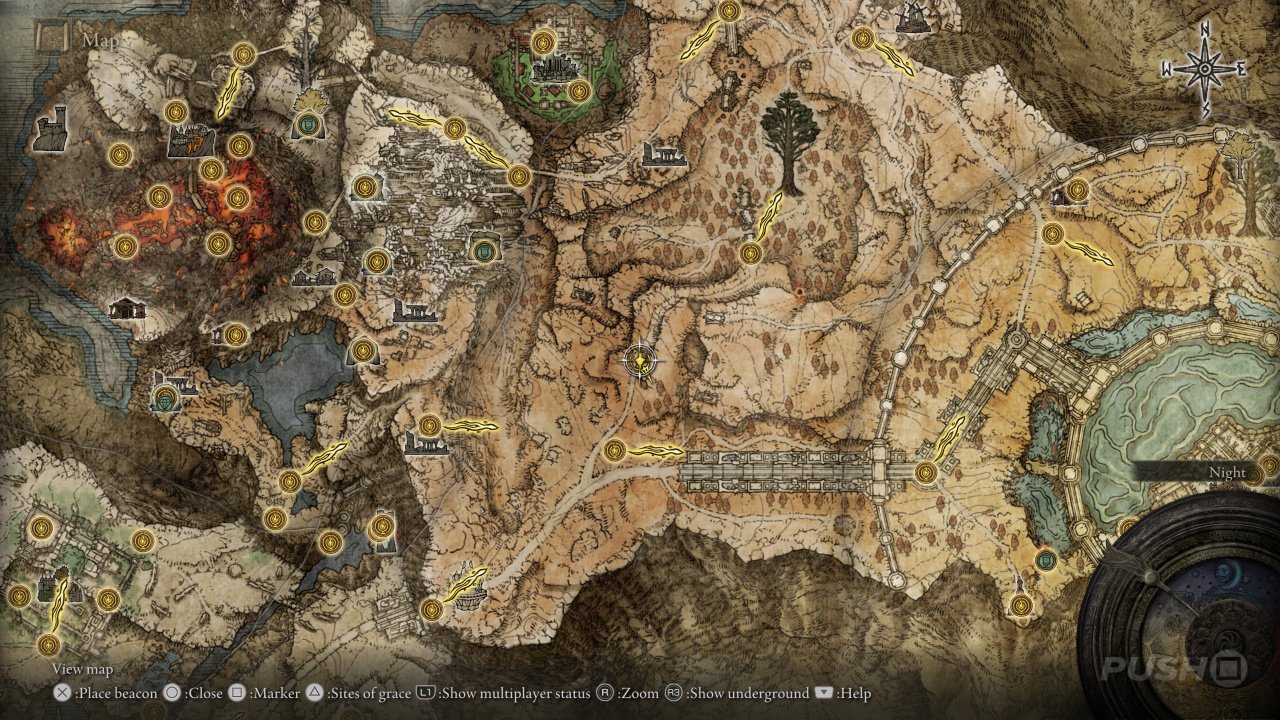 Map
N
W E
S
Night
View map
:Place beacon :Close :Marker :Sites of grace L1 :Show multiplayer status R :Zoom R3 :Show underground :Help
PUSH